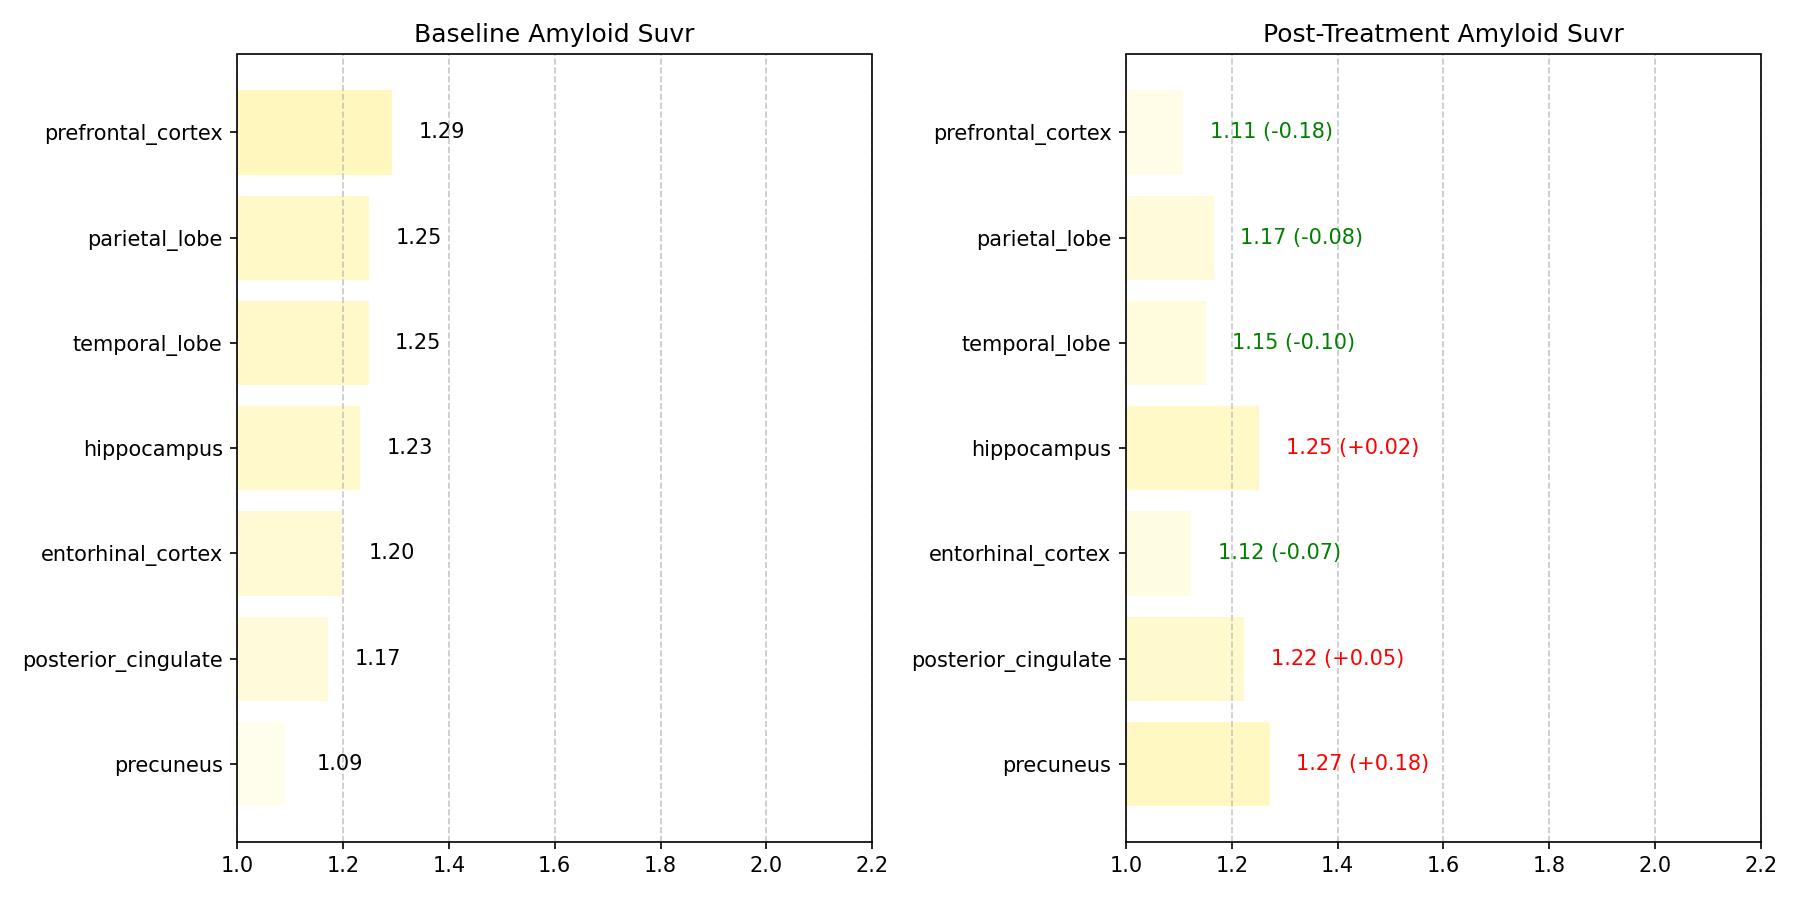 Baseline Amyloid Suvr
prefrontal_cortex 1.29
parietal_lobe 1.25
temporal_lobe 1.25
hippocampus 1.23
entorhinal_cortex 1.20
posterior_cingulate 1.17
precuneus 1.09
1.0 1.2 1.4 1.6 1.8 2.0 2.2
Post-Treatment Amyloid Suvr
prefrontal_cortex 1.11 (-0.18)
parietal_lobe 1.17 (-0.08)
temporal_lobe 1.15 (-0.10)
hippocampus 1.25 (+0.02)
entorhinal_cortex 1.12 (-0.07)
posterior_cingulate 1.22 (+0.05)
precuneus 1.27 (+0.18)
1.0 1.2 1.4 1.6 1.8 2.0 2.2